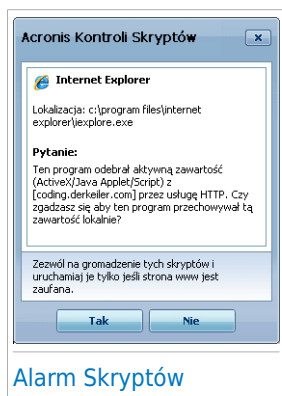 Acronis Kontroli Skryptów
Internet Explorer
Lokalizacja: c:\program files\internet
explorer\iexplore.exe
Pytanie:
Ten program odebrał aktywną zawartość
(ActiveX/Java Applet/Script) z
[coding.derkeiler.com] przez usługę HTTP. Czy
zgadzasz się aby ten program przechowywał tą
zawartość lokalnie?
Zezwól na gromadzenie tych skryptów i
uruchamiaj je tylko jeśli strona www jest
zaufana.
Tak
Nie
Alarm Skryptów